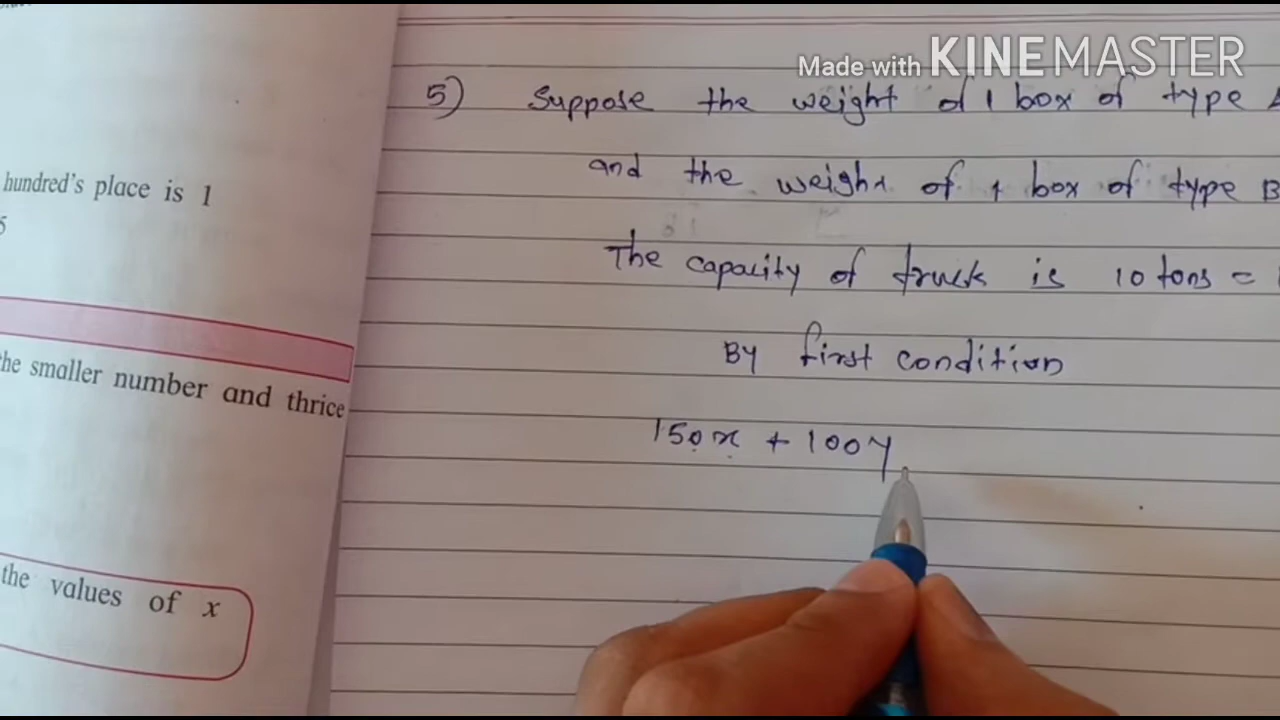 Made with KINEMASTER
5) Suppose the weight of 1 box of type A
and the weight of 1 box of type B
The capacity of truck is 10 tons =
By first condition
150x + 100y
hundred's place is 1
5
the smaller number and thrice
the values of x